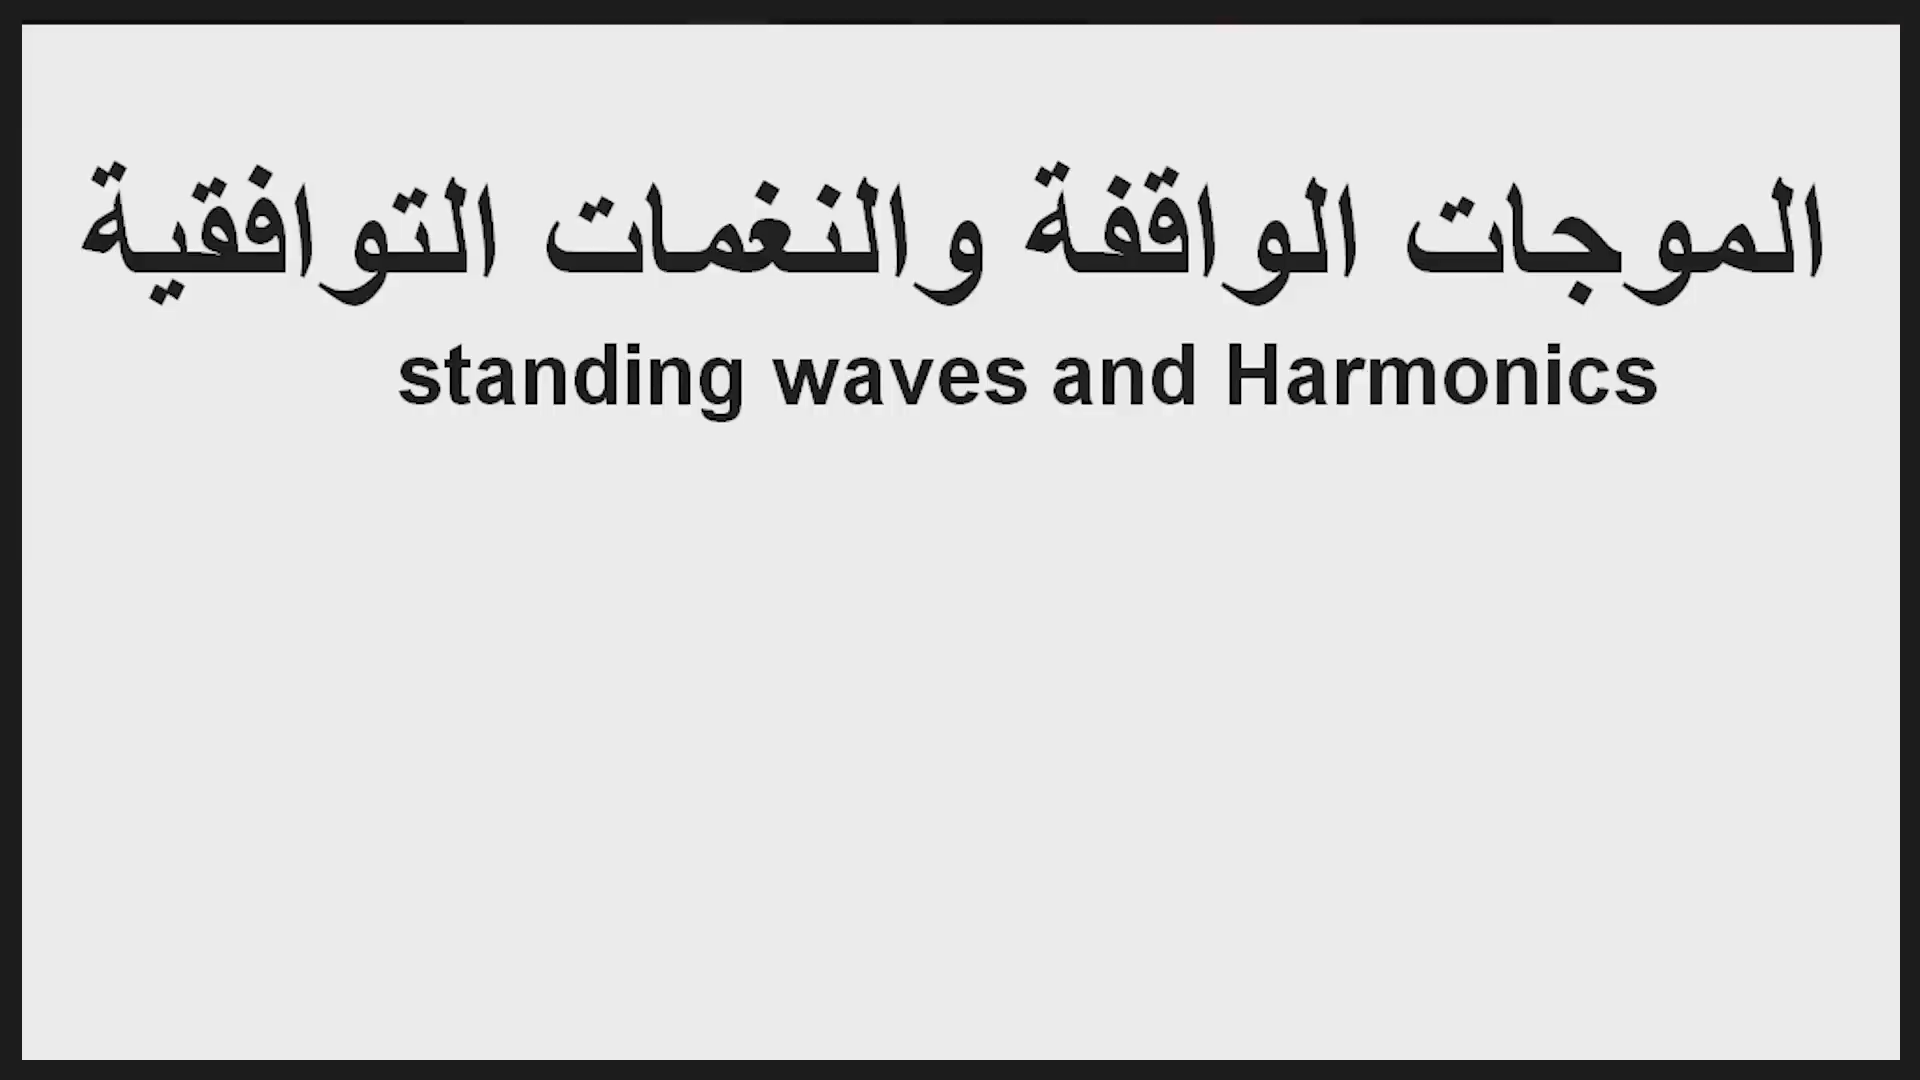 الموجات الواقفة والنغمات التوافقية
standing waves and Harmonics